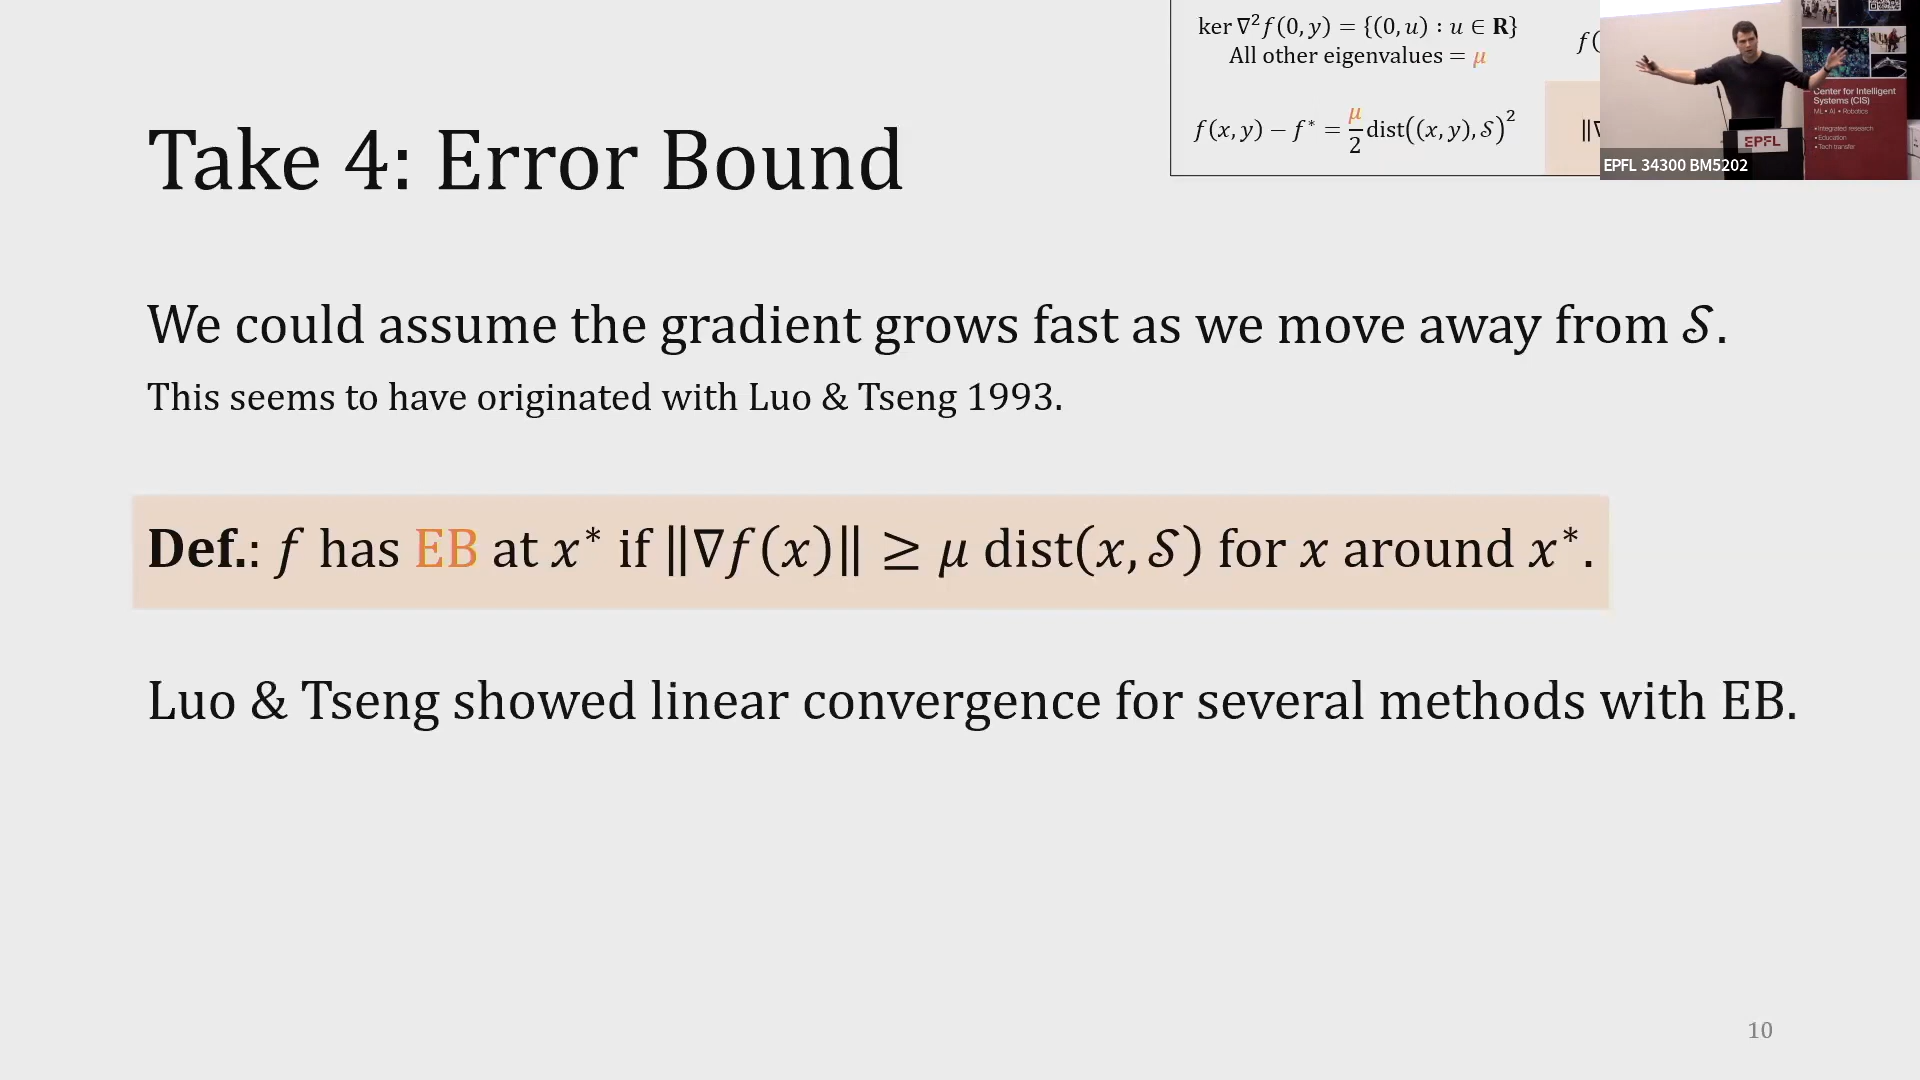 ker ∇²f(0, y) = {(0, u) : u ∈ R}
All other eigenvalues = μ
f(
f(x, y) − f* = μ/2 dist((x, y), 𝒮)²
‖∇
Center for Intelligent
Systems (CIS)
ML • AI • Robotics
• Integrated research
• Education
• Tech transfer
EPFL
EPFL 34300 BM5202
Take 4: Error Bound
We could assume the gradient grows fast as we move away from 𝒮.
This seems to have originated with Luo & Tseng 1993.
Def.: f has EB at x* if ‖∇f(x)‖ ≥ μ dist(x, 𝒮) for x around x*.
Luo & Tseng showed linear convergence for several methods with EB.
10